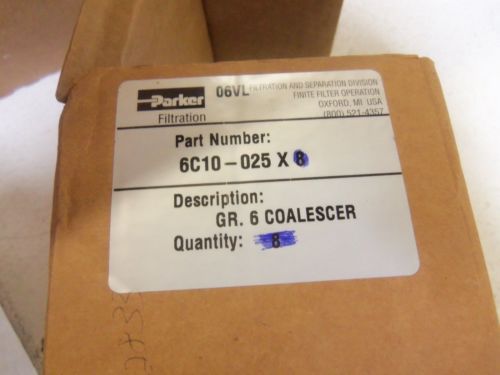 Parker
Filtration
06VL FILTRATION AND SEPARATION DIVISION
FINITE FILTER OPERATION
OXFORD, MI USA
(800) 521-4357
Part Number:
6C10-025 X 8
Description:
GR. 6 COALESCER
Quantity: 8